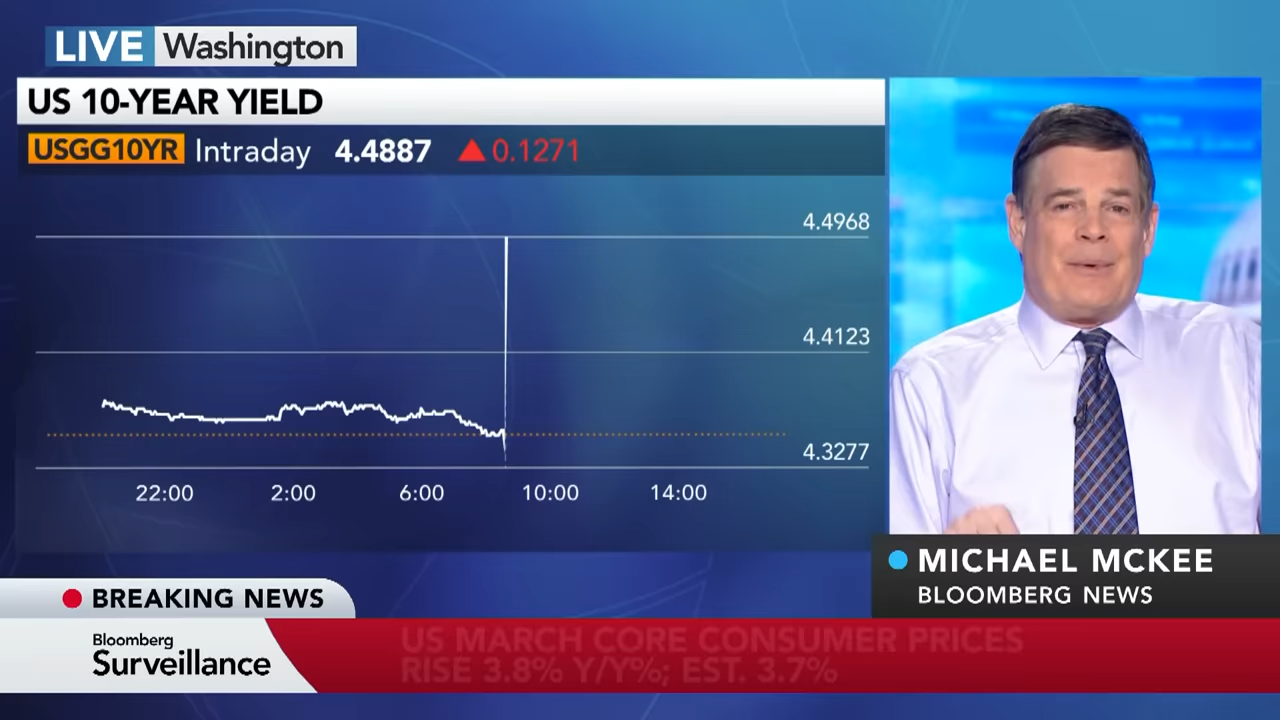 LIVE Washington
US 10-YEAR YIELD
USGG10YR Intraday 4.4887 ▲0.1271
4.4968
4.4123
4.3277
22:00 2:00 6:00 10:00 14:00
MICHAEL MCKEE
BLOOMBERG NEWS
BREAKING NEWS
Bloomberg
Surveillance
US MARCH CORE CONSUMER PRICES
RISE 3.8% Y/Y%; EST. 3.7%